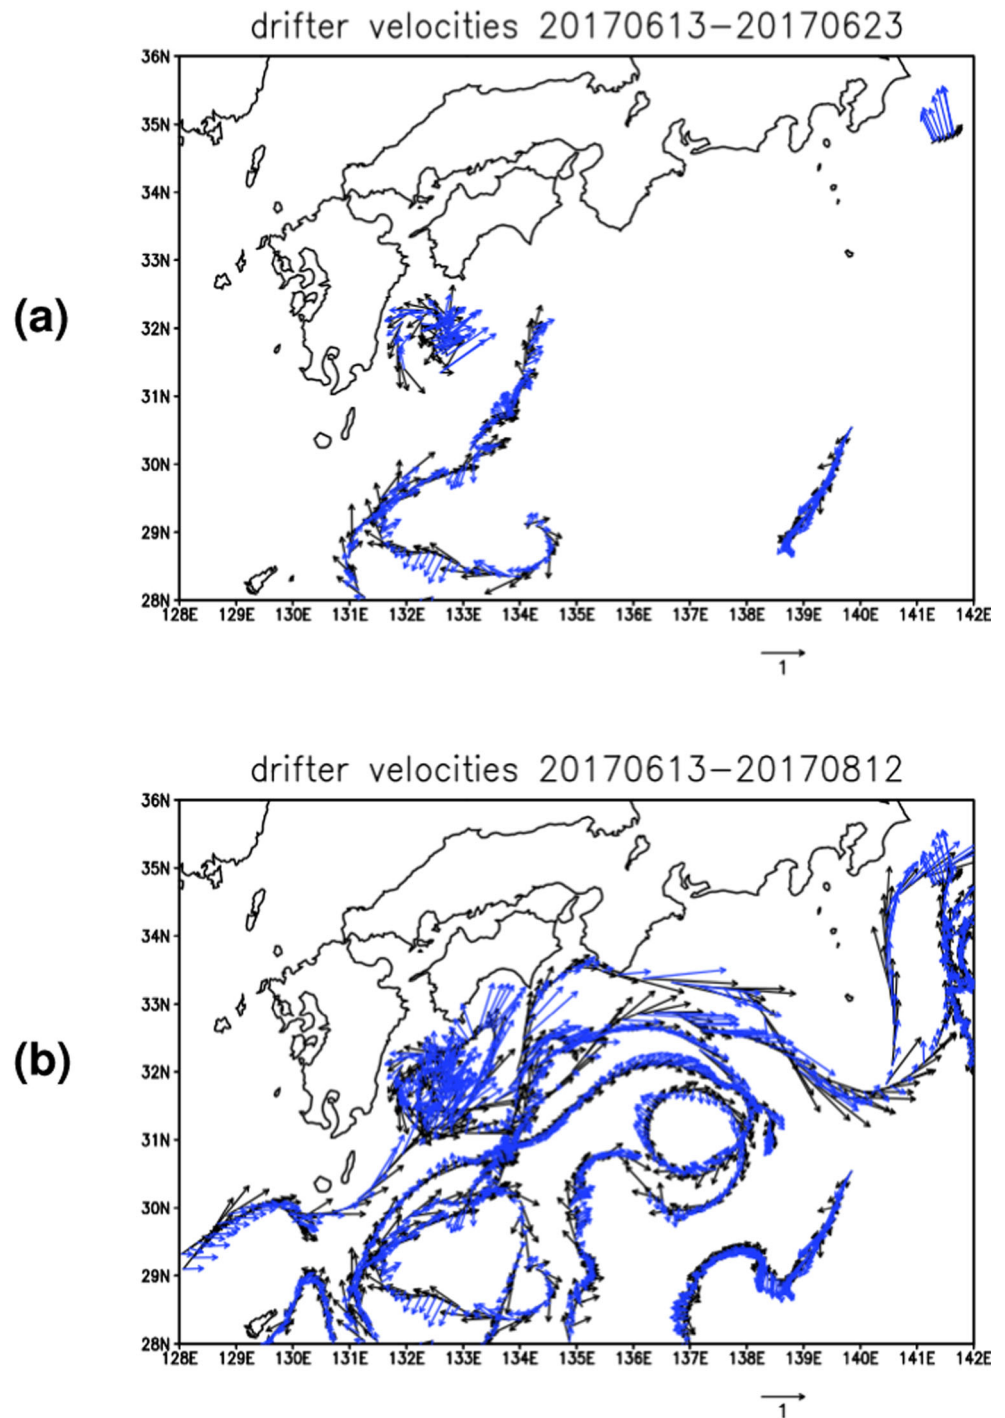 drifter velocities 20170613−20170623
36N
35N
34N
33N
(a)
32N
31N
30N
29N
28N
128E 129E 130E 131E 132E 133E 134E 135E 136E 137E 138E 139E 140E 141E 142E
1
drifter velocities 20170613−20170812
36N
35N
34N
33N
(b)
32N
31N
30N
29N
28N
128E 129E 130E 131E 132E 133E 134E 135E 136E 137E 138E 139E 140E 141E 142E
1